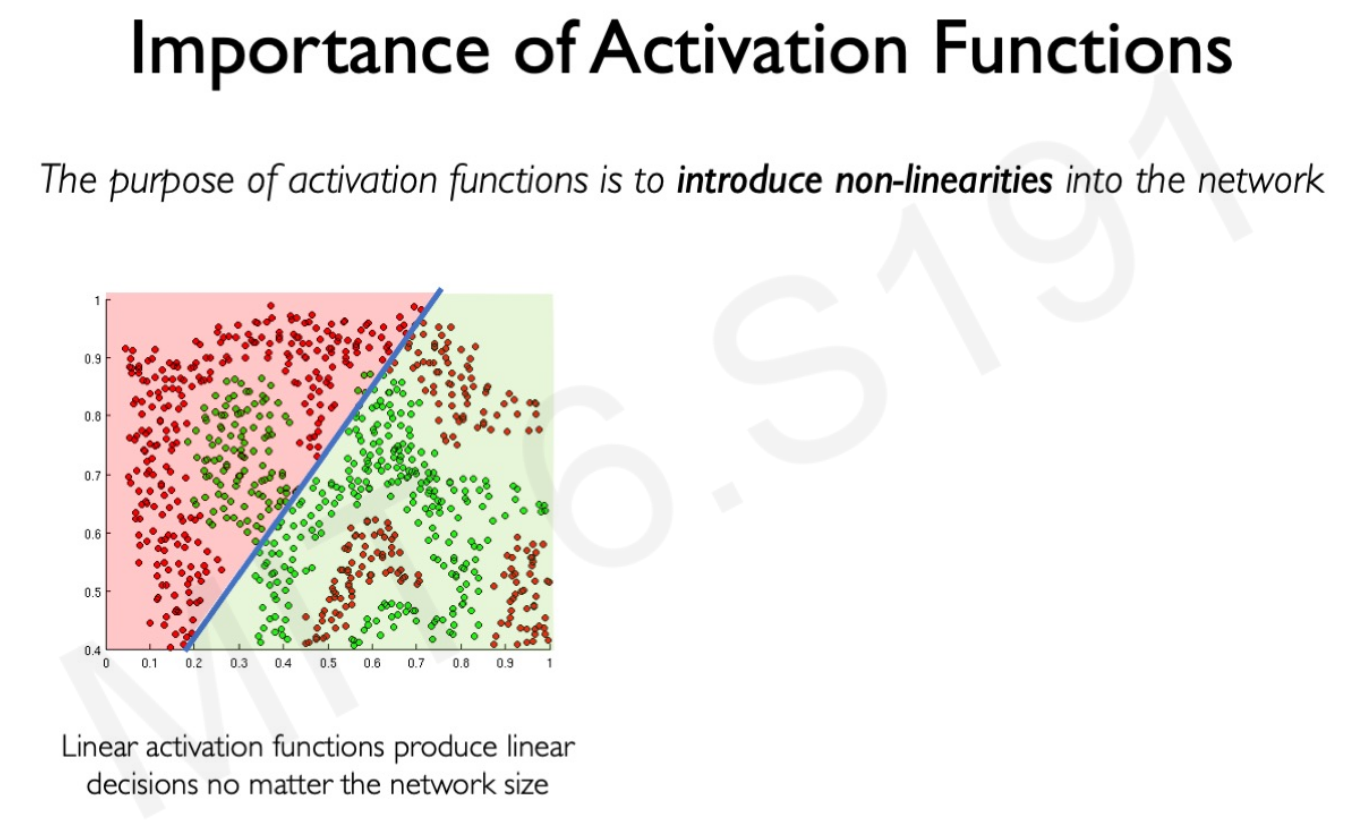 Importance of Activation Functions
The purpose of activation functions is to introduce non-linearities into the network
1
0.9
0.8
0.7
0.6
0.5
0.4
0 0.1 0.2 0.3 0.4 0.5 0.6 0.7 0.8 0.9 1
Linear activation functions produce linear
decisions no matter the network size
MIT 6.S191